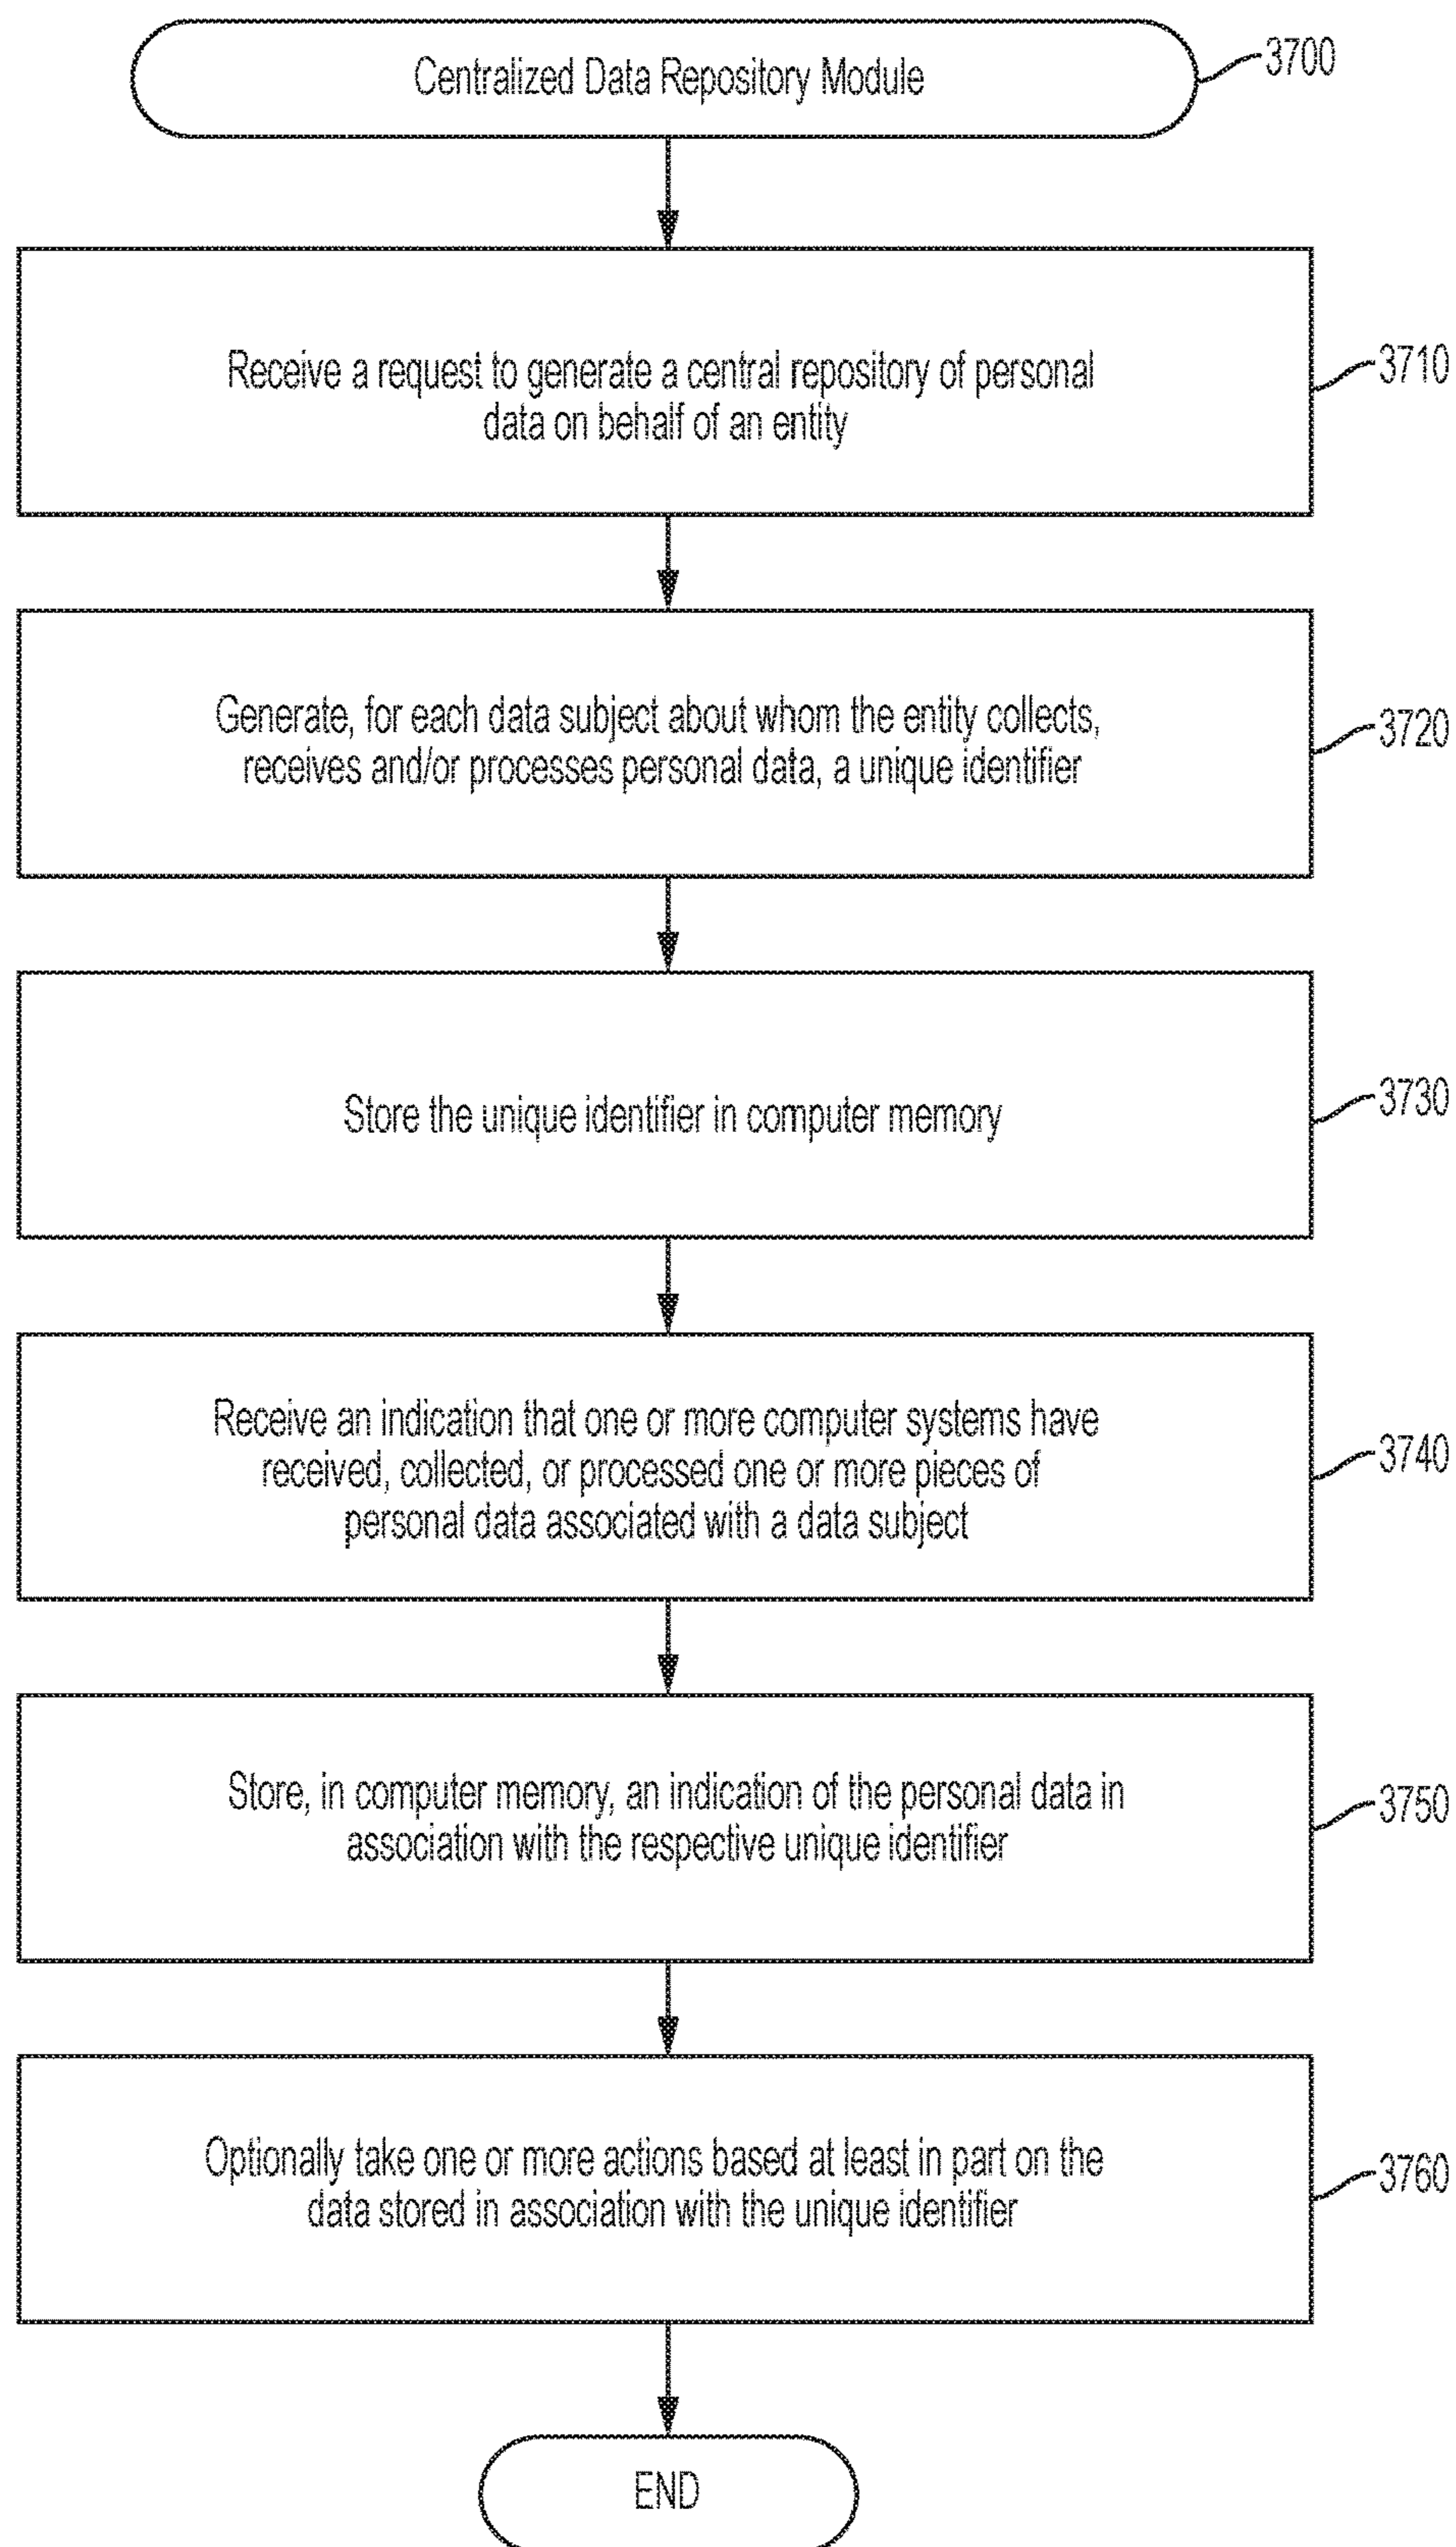 Centralized Data Repository Module
3700
Receive a request to generate a central repository of personal
data on behalf of an entity
3710
Generate, for each data subject about whom the entity collects,
receives and/or processes personal data, a unique identifier
3720
Store the unique identifier in computer memory
3730
Receive an indication that one or more computer systems have
received, collected, or processed one or more pieces of
personal data associated with a data subject
3740
Store, in computer memory, an indication of the personal data in
association with the respective unique identifier
3750
Optionally take one or more actions based at least in part on the
data stored in association with the unique identifier
3760
END